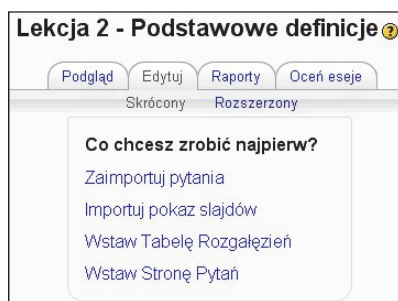 Lekcja 2 - Podstawowe definicje ?
Podgląd Edytuj Raporty Oceń eseje
Skrócony Rozszerzony
Co chcesz zrobić najpierw?
Zaimportuj pytania
Importuj pokaz slajdów
Wstaw Tabelę Rozgałęzień
Wstaw Stronę Pytań